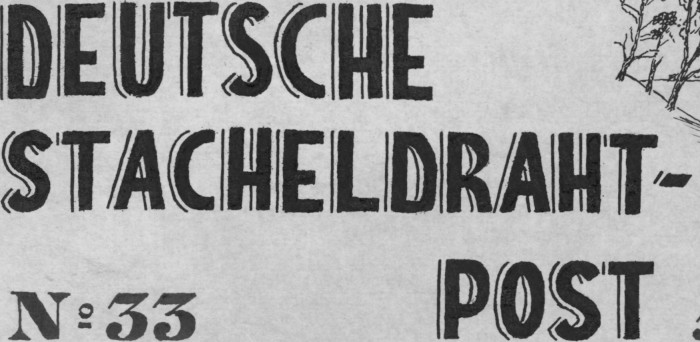 DEUTSCHE
STACHELDRAHT-
POST
Nº 33